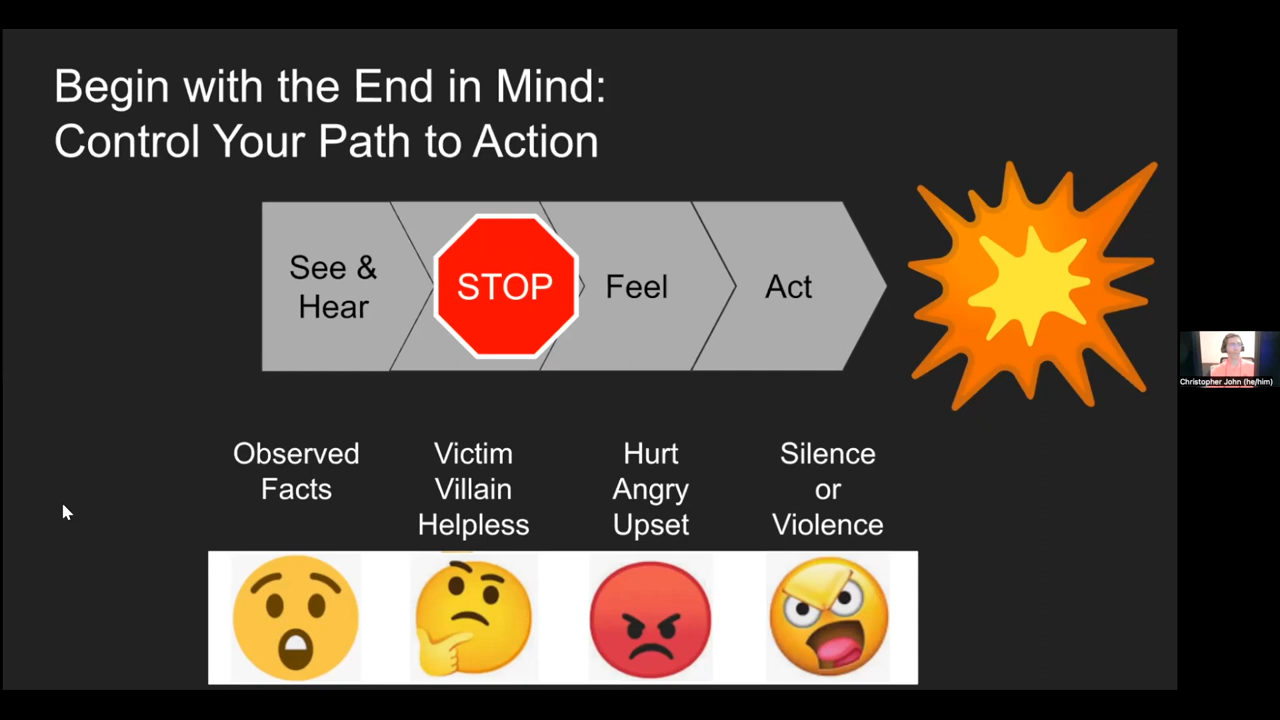 Begin with the End in Mind:
Control Your Path to Action
See &
Hear
STOP
Feel
Act
Observed
Facts
Victim
Villain
Helpless
Hurt
Angry
Upset
Silence
or
Violence
Christopher John (he/him)